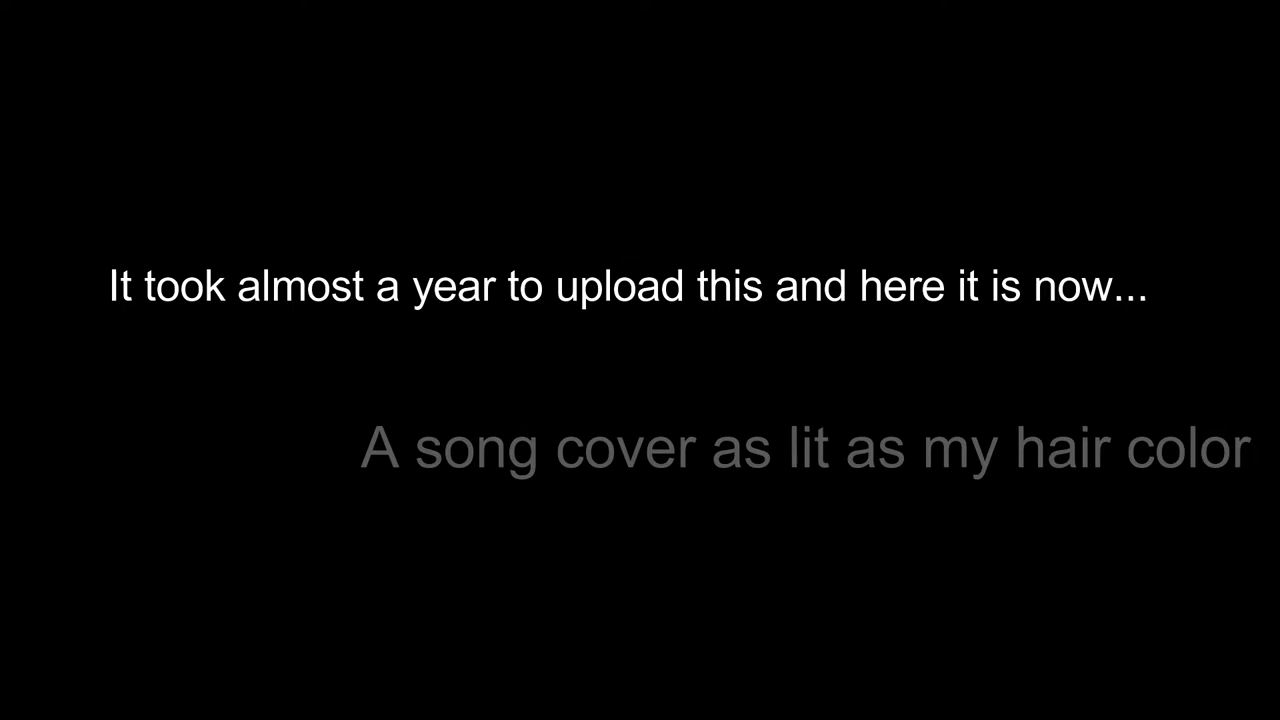 It took almost a year to upload this and here it is now...
A song cover as lit as my hair color